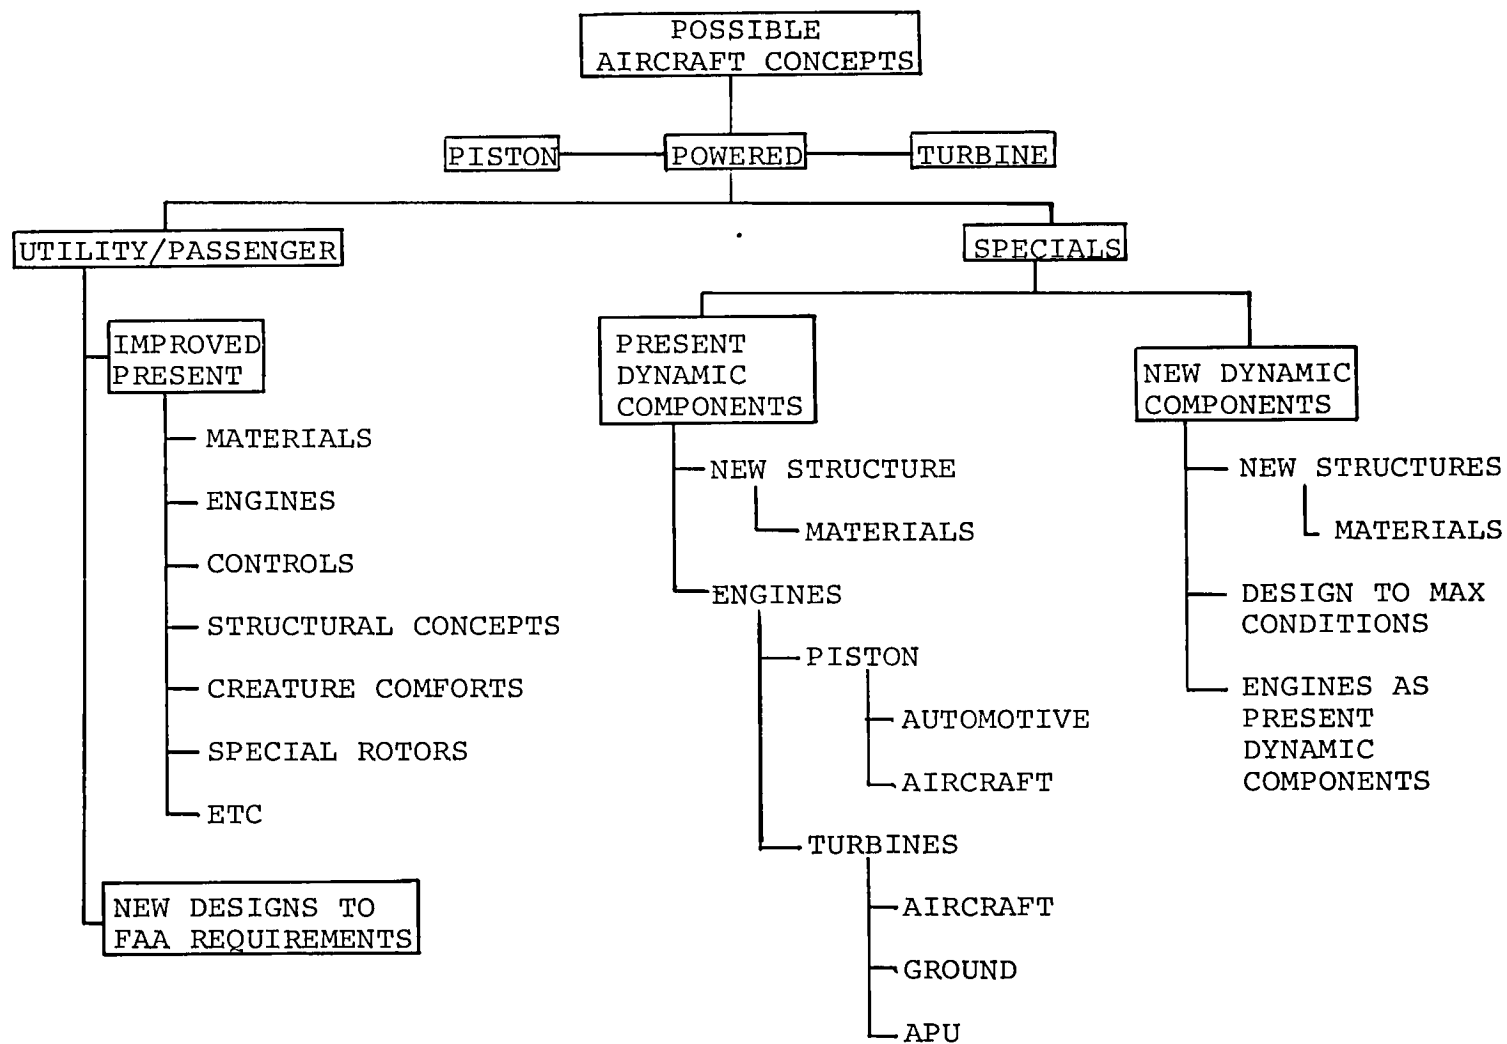 POSSIBLE
AIRCRAFT CONCEPTS
PISTON
POWERED
TURBINE
UTILITY/PASSENGER
SPECIALS
IMPROVED
PRESENT
MATERIALS
ENGINES
CONTROLS
STRUCTURAL CONCEPTS
CREATURE COMFORTS
SPECIAL ROTORS
ETC
NEW DESIGNS TO
FAA REQUIREMENTS
PRESENT
DYNAMIC
COMPONENTS
NEW STRUCTURE
MATERIALS
ENGINES
PISTON
AUTOMOTIVE
AIRCRAFT
TURBINES
AIRCRAFT
GROUND
APU
NEW DYNAMIC
COMPONENTS
NEW STRUCTURES
MATERIALS
DESIGN TO MAX
CONDITIONS
ENGINES AS
PRESENT
DYNAMIC
COMPONENTS